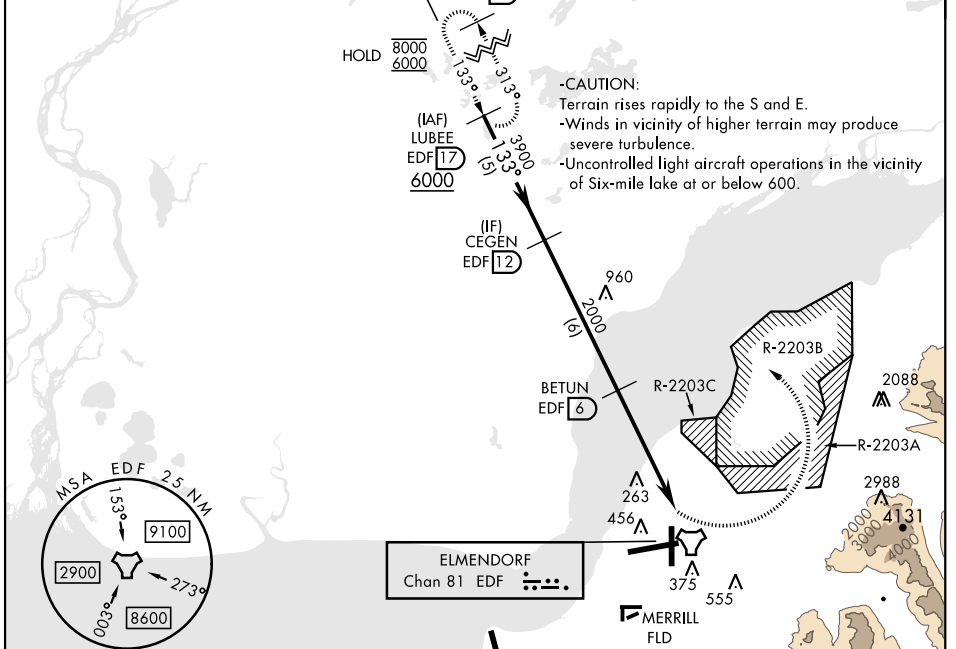 HOLD 8000
6000
133°
313°
-CAUTION:
Terrain rises rapidly to the S and E.
-Winds in vicinity of higher terrain may produce
severe turbulence.
-Uncontrolled light aircraft operations in the vicinity
of Six-mile lake at or below 600.
(IAF)
LUBEE
EDF 17
6000
3900
133°
(5)
(IF)
CEGEN
EDF 12
960
2000
(6)
R-2203B
BETUN
EDF 6
R-2203C
2088
R-2203A
MSA EDF 25 NM
153°
9100
2900
273°
003°
8600
263
456
2988
4131
2000
3000
4000
ELMENDORF
Chan 81 EDF
375
555
MERRILL
FLD